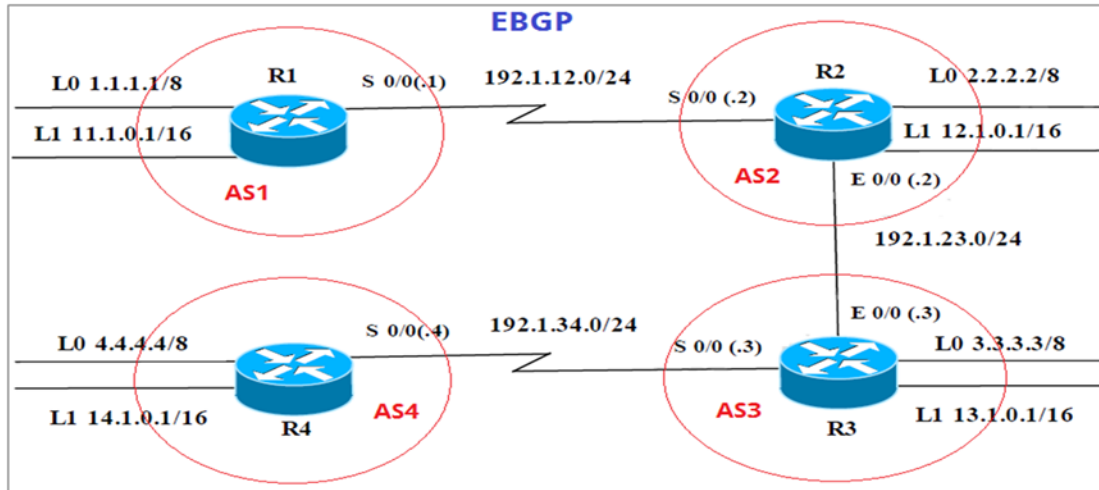 EBGP
L0 1.1.1.1/8
R1
S 0/0(.1)
192.1.12.0/24
S 0/0 (.2)
R2
L0 2.2.2.2/8
L1 11.1.0.1/16
L1 12.1.0.1/16
AS1
AS2
E 0/0 (.2)
192.1.23.0/24
L0 4.4.4.4/8
S 0/0(.4)
192.1.34.0/24
E 0/0 (.3)
S 0/0 (.3)
L0 3.3.3.3/8
L1 14.1.0.1/16
R4
AS4
AS3
R3
L1 13.1.0.1/16